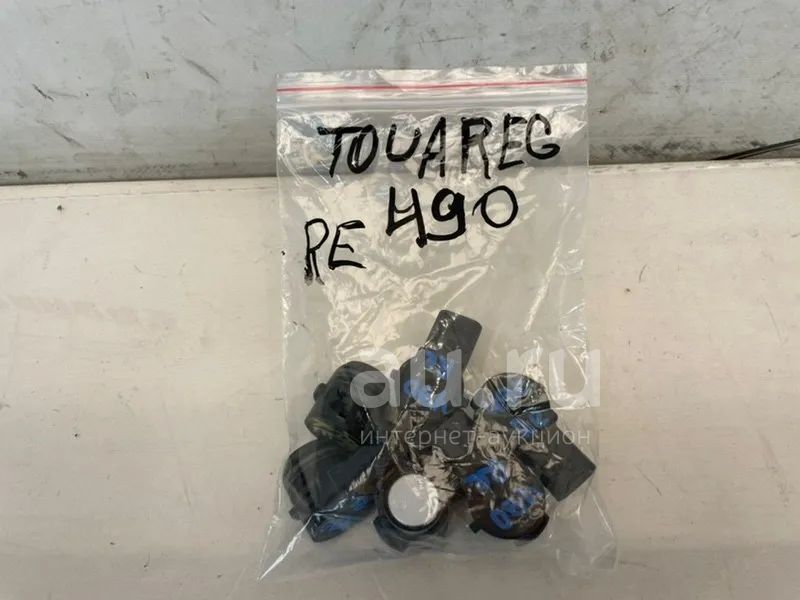 TOUAREG
RE 490
au.ru
интернет-аукцион